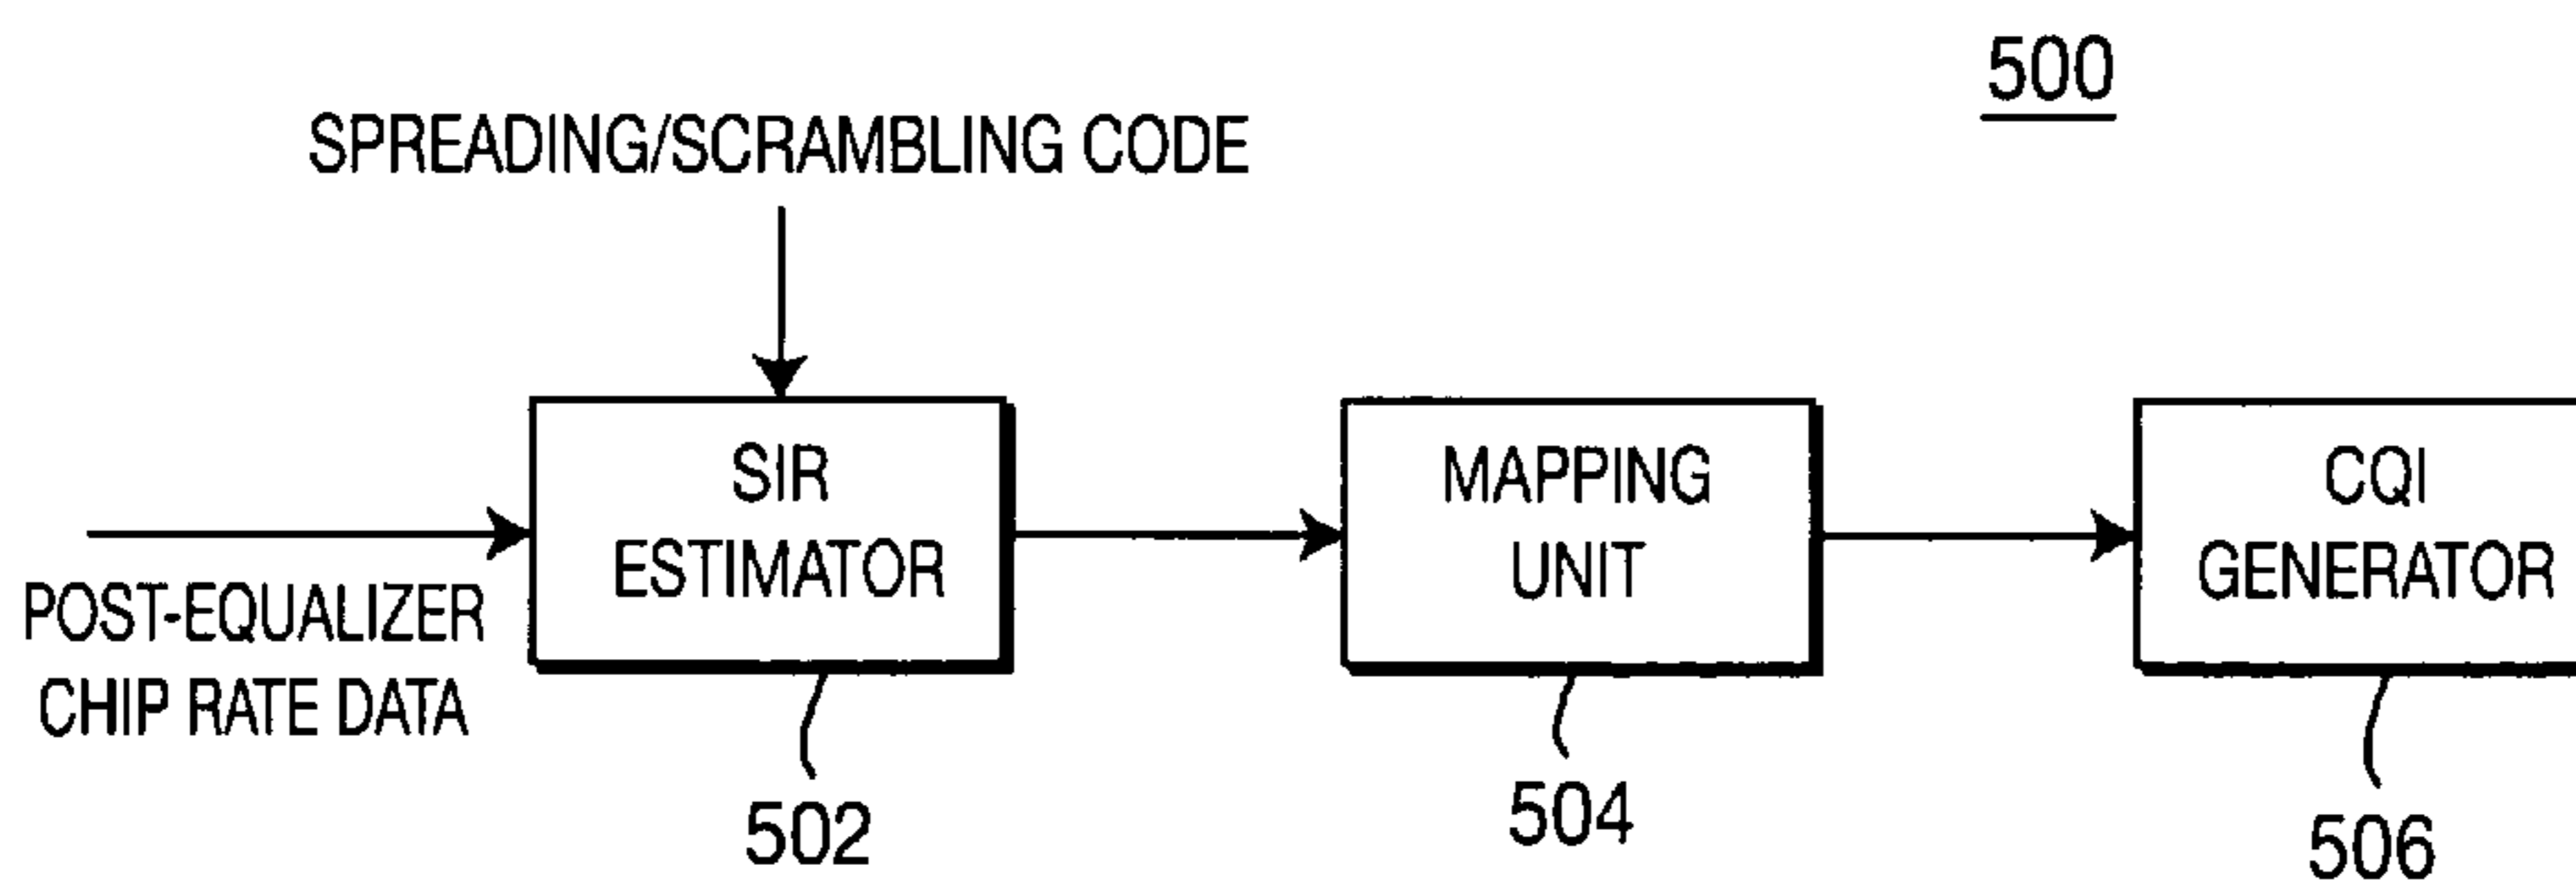 500
SPREADING/SCRAMBLING CODE
SIR
ESTIMATOR
MAPPING
UNIT
CQI
GENERATOR
POST-EQUALIZER
CHIP RATE DATA
502
504
506